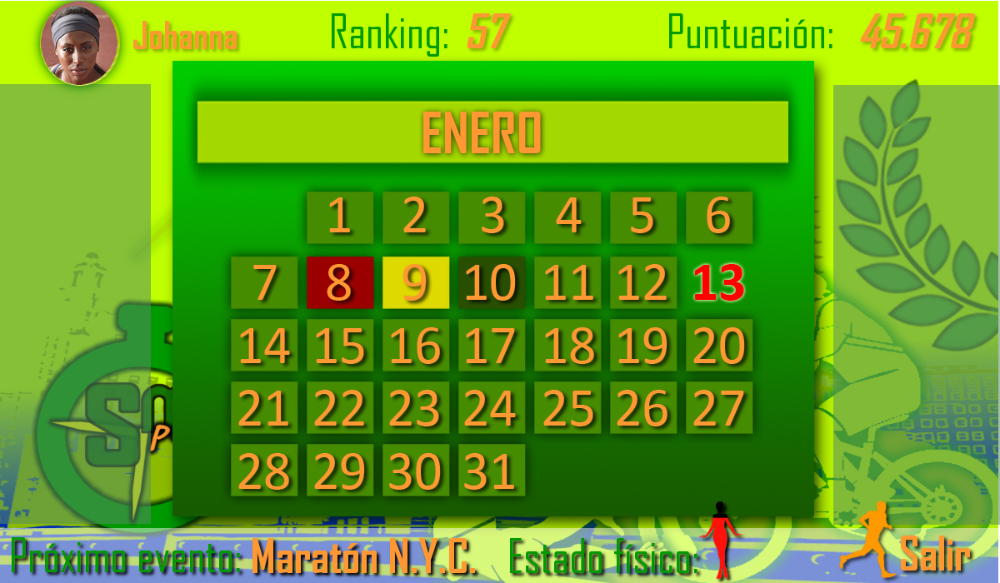 Johanna Ranking: 57 Puntuación: 45.678
ENERO
1 2 3 4 5 6
7 8 9 10 11 12 13
14 15 16 17 18 19 20
21 22 23 24 25 26 27
28 29 30 31
Próximo evento: Maratón N.Y.C. Estado físico: Salir